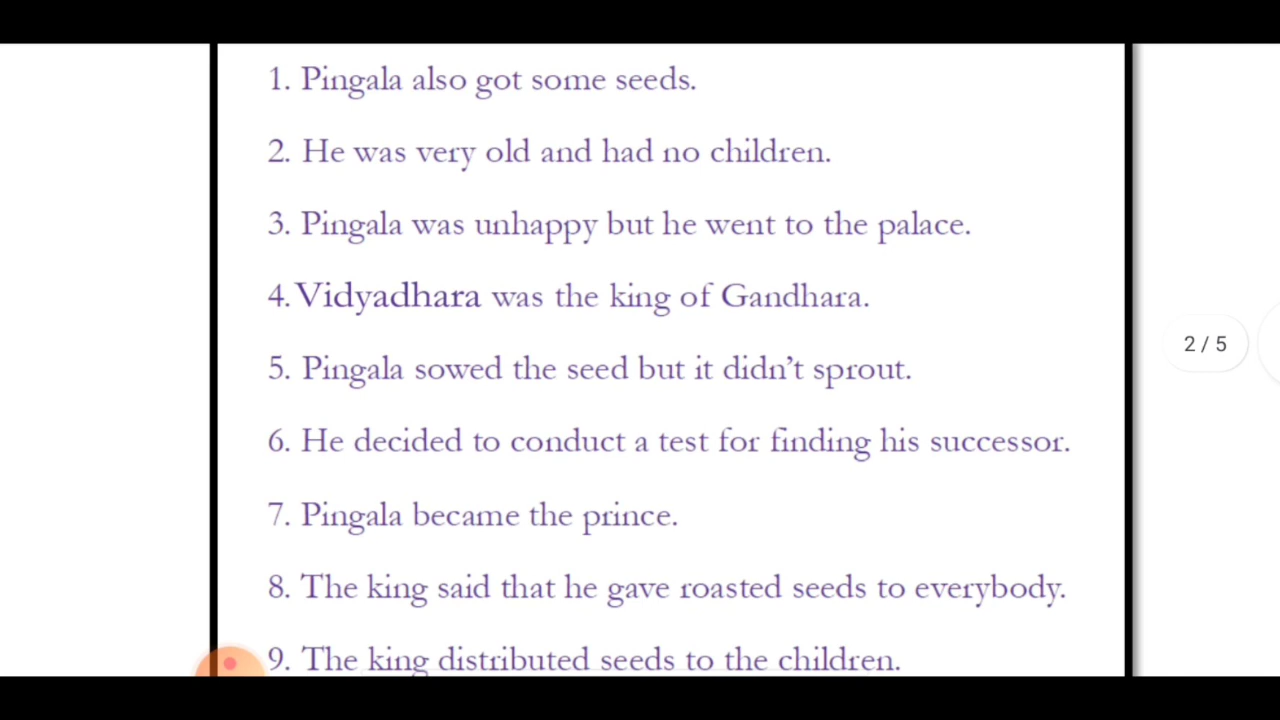 1. Pingala also got some seeds.
2. He was very old and had no children.
3. Pingala was unhappy but he went to the palace.
4. Vidyadhara was the king of Gandhara.
5. Pingala sowed the seed but it didn’t sprout.
6. He decided to conduct a test for finding his successor.
2 / 5
7. Pingala became the prince.
8. The king said that he gave roasted seeds to everybody.
9. The king distributed seeds to the children.